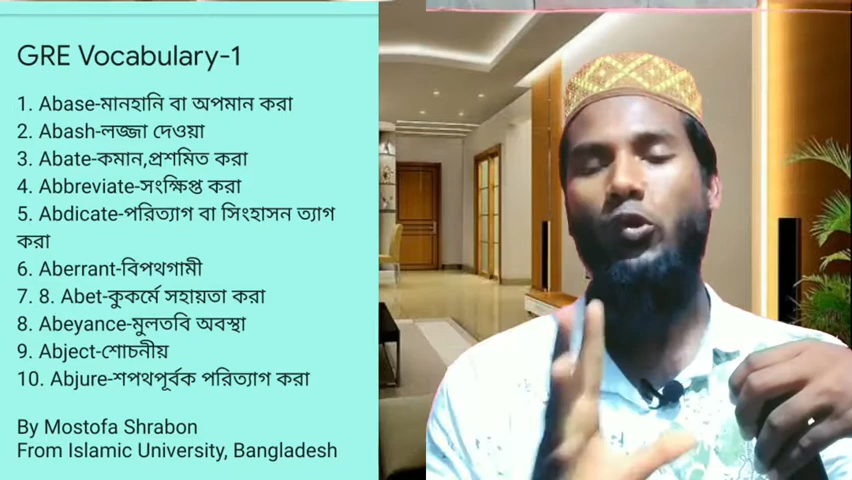 GRE Vocabulary-1
1. Abase-মানহানি বা অপমান করা
2. Abash-লজ্জা দেওয়া
3. Abate-কমান,প্রশমিত করা
4. Abbreviate-সংক্ষিপ্ত করা
5. Abdicate-পরিত্যাগ বা সিংহাসন ত্যাগ
করা
6. Aberrant-বিপথগামী
7. 8. Abet-কুকর্মে সহায়তা করা
8. Abeyance-মুলতবি অবস্থা
9. Abject-শোচনীয়
10. Abjure-শপথপূর্বক পরিত্যাগ করা
By Mostofa Shrabon
From Islamic University, Bangladesh